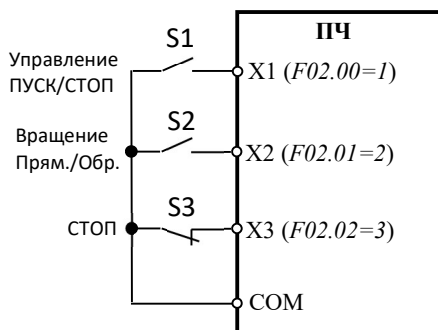 ПЧ
S1
Управление
ПУСК/СТОП
X1 (F02.00=1)
S2
Вращение
Прям./Обр.
X2 (F02.01=2)
S3
СТОП
X3 (F02.02=3)
COM